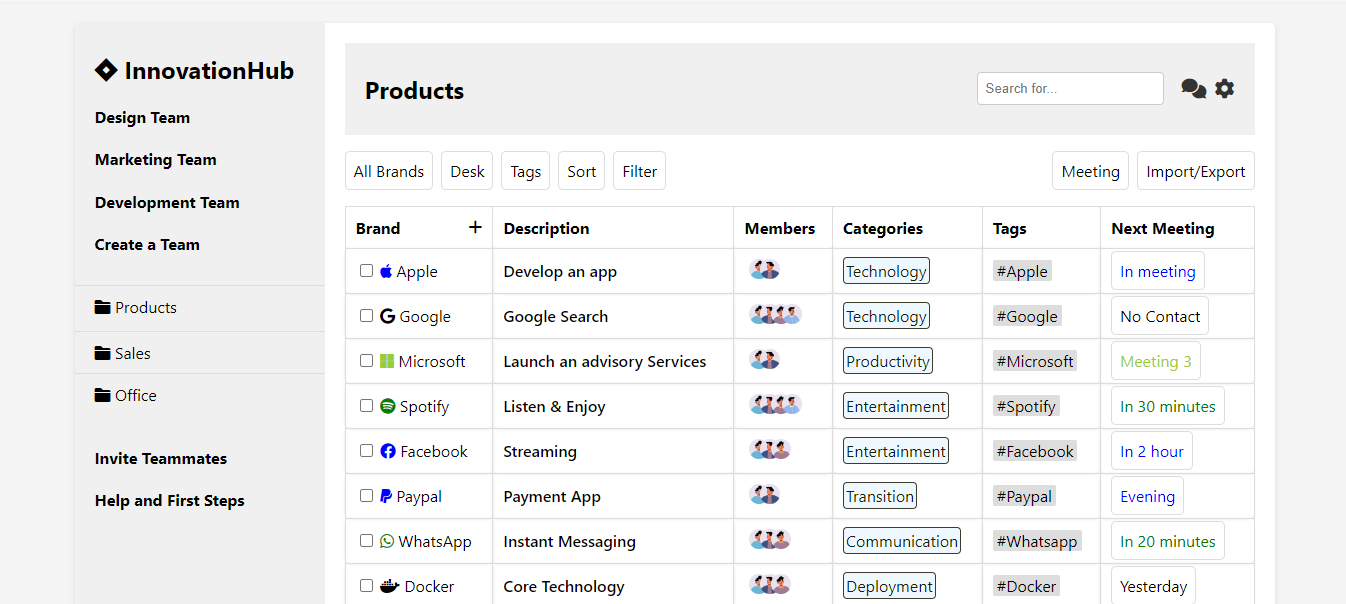 InnovationHub
Design Team
Marketing Team
Development Team
Create a Team
Products
Sales
Office
Invite Teammates
Help and First Steps
Products Search for...
All Brands Desk Tags Sort Filter Meeting Import/Export
Brand + Description Members Categories Tags Next Meeting
Apple Develop an app Technology #Apple In meeting
Google Google Search Technology #Google No Contact
Microsoft Launch an advisory Services Productivity #Microsoft Meeting 3
Spotify Listen & Enjoy Entertainment #Spotify In 30 minutes
Facebook Streaming Entertainment #Facebook In 2 hour
Paypal Payment App Transition #Paypal Evening
WhatsApp Instant Messaging Communication #Whatsapp In 20 minutes
Docker Core Technology Deployment #Docker Yesterday